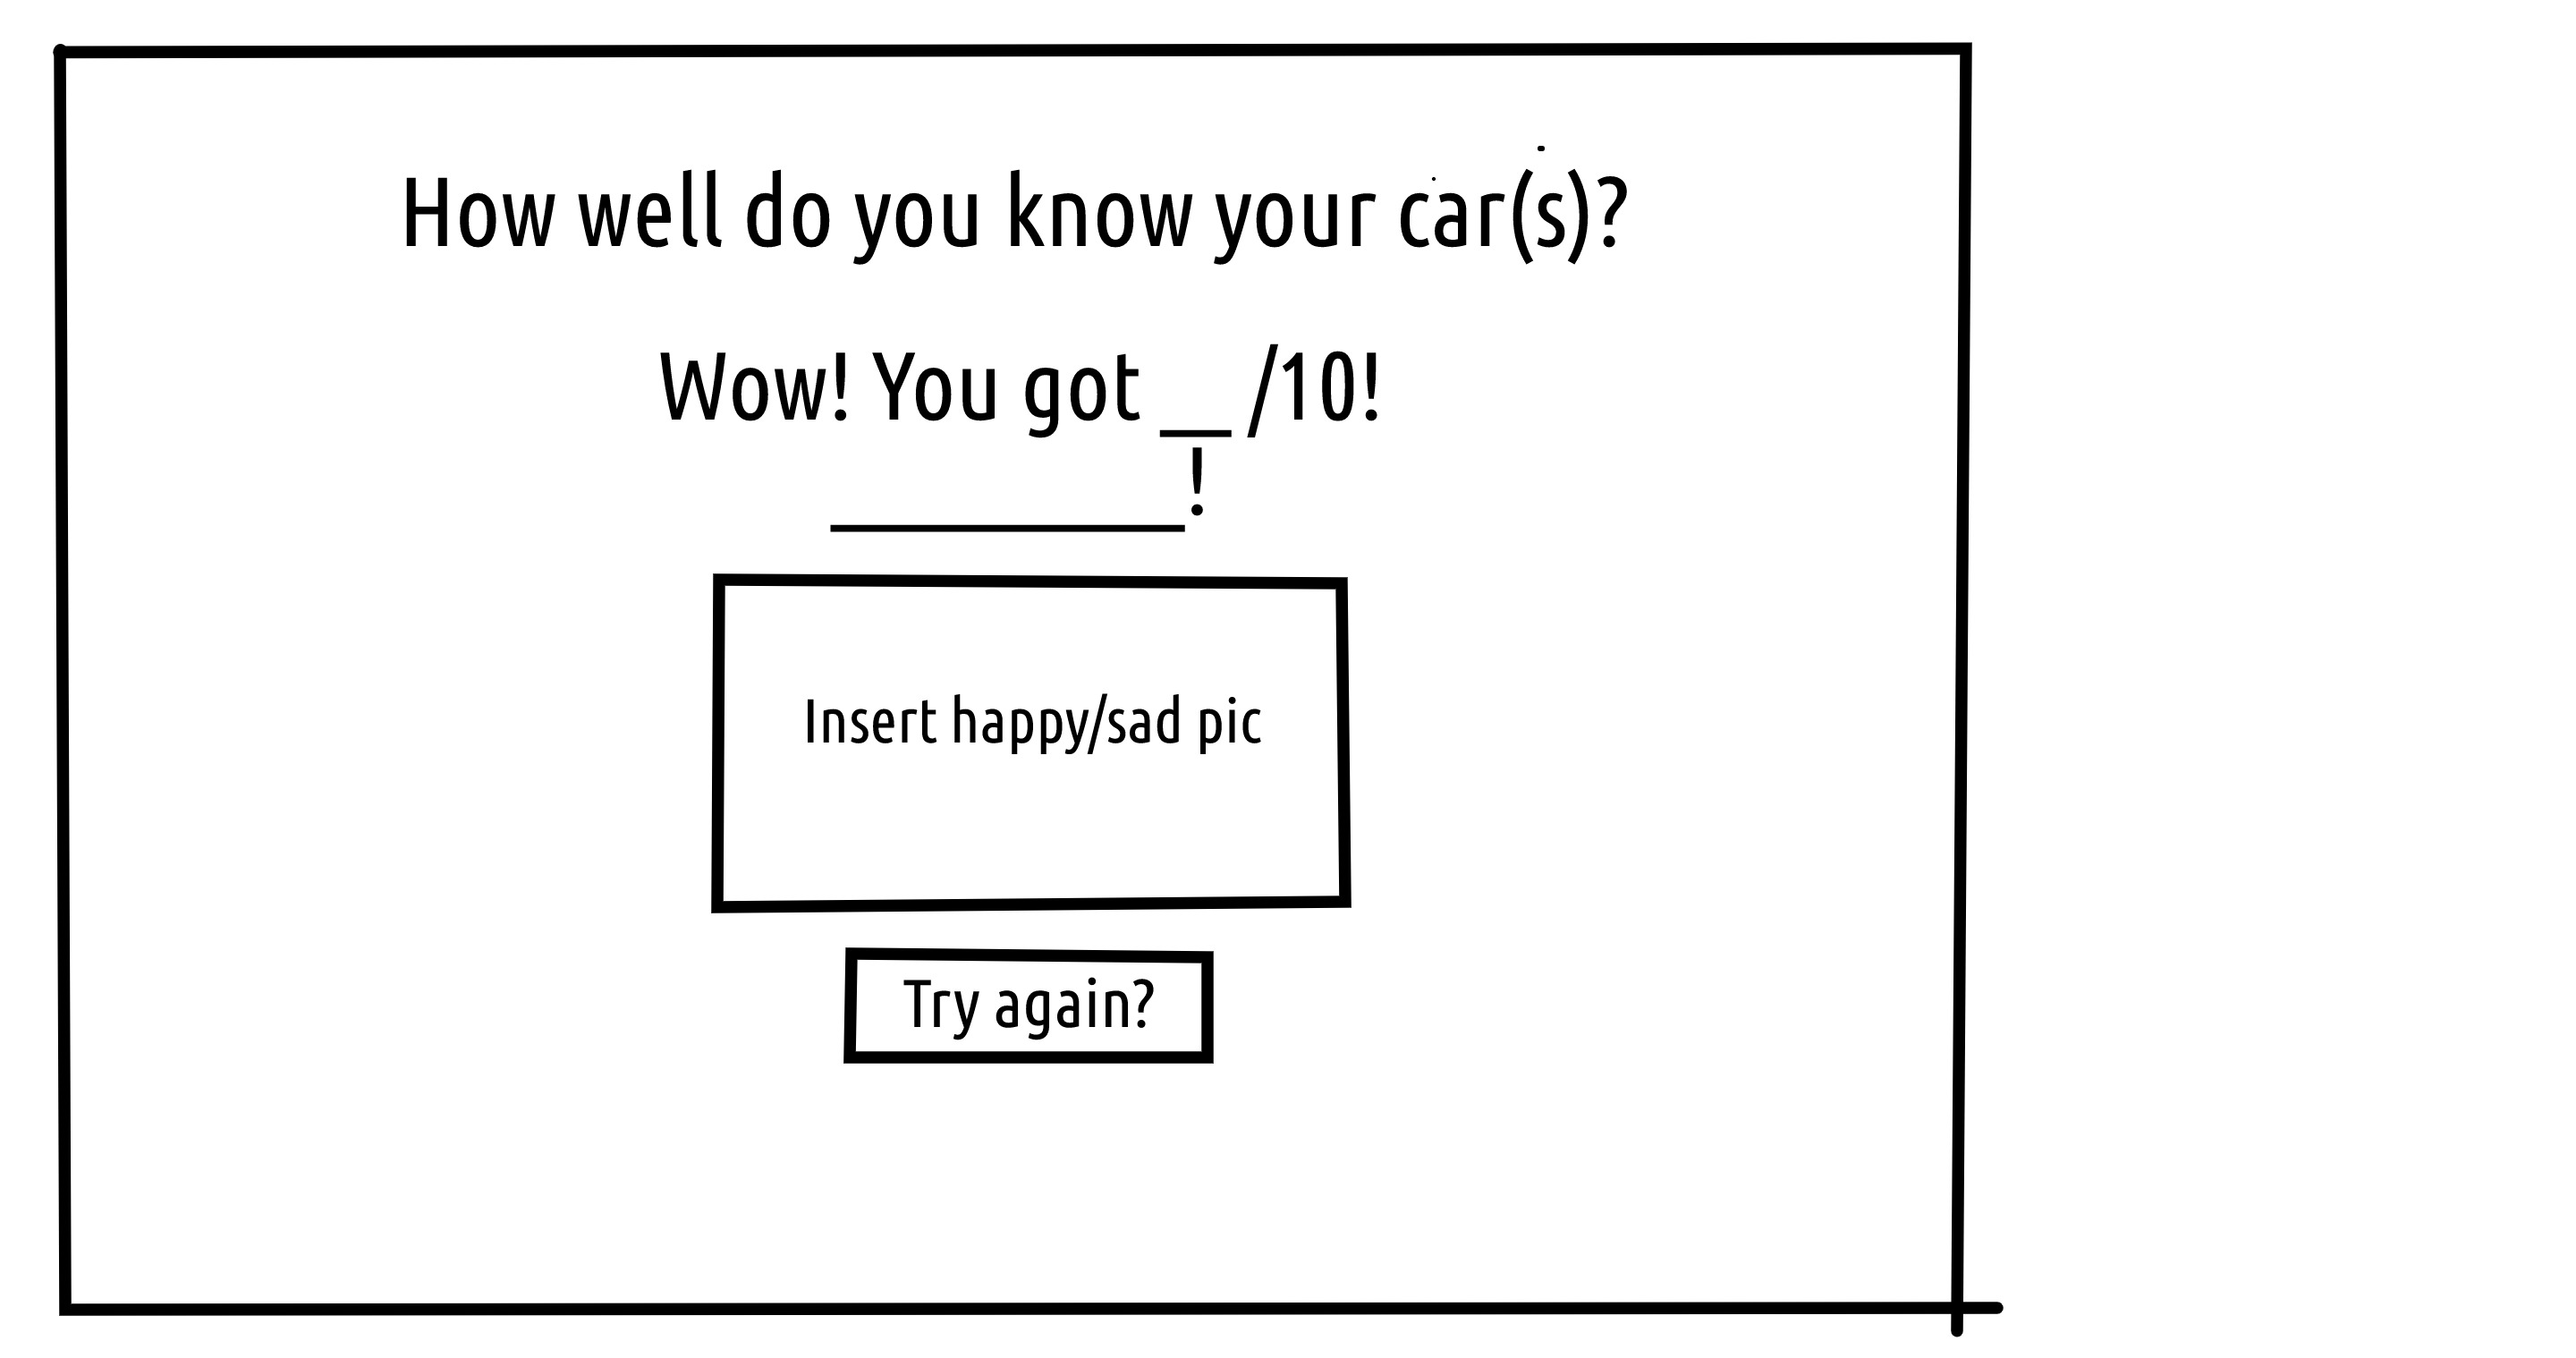 How well do you know your car(s)?
Wow! You got __ /10!
__________!
Insert happy/sad pic
Try again?